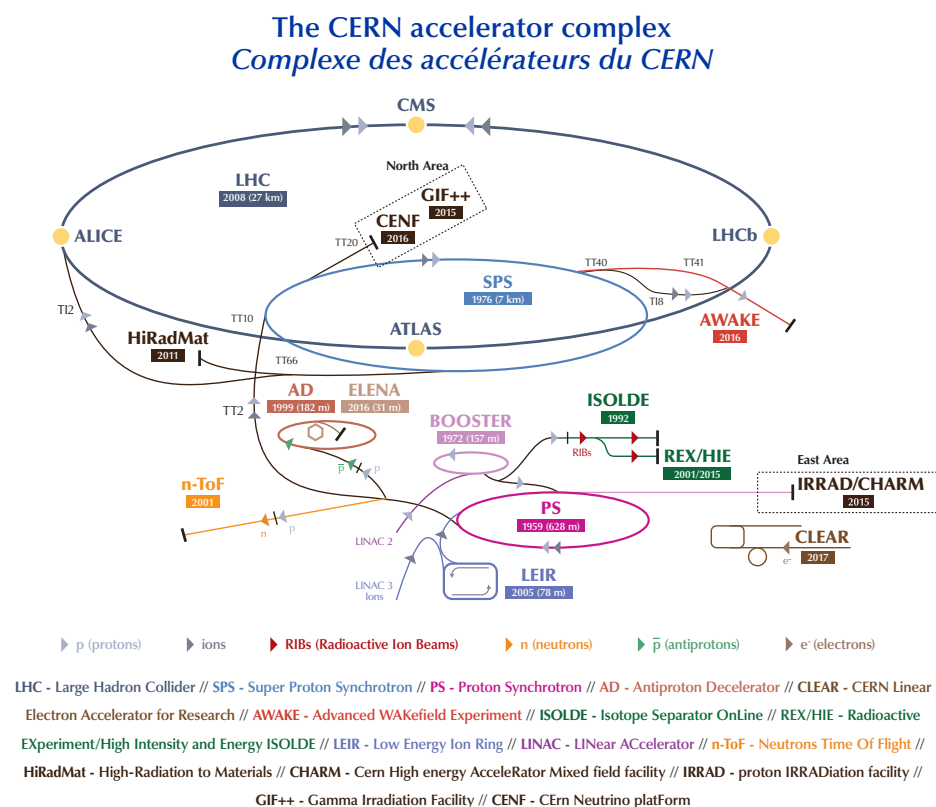 The CERN accelerator complex
Complexe des accélérateurs du CERN
CMS
North Area
LHC
2008 (27 km)
GIF++
2015
CENF
2016
TT20
ALICE
LHCb
TT40
TT41
SPS
1976 (7 km)
TI2
TI8
TT10
ATLAS
AWAKE
2016
HiRadMat
2011
TT66
AD
1999 (182 m)
ELENA
2016 (31 m)
TT2
BOOSTER
1972 (157 m)
ISOLDE
1992
RIBs
REX/HIE
2001/2015
East Area
p̅
p
IRRAD/CHARM
2015
n-ToF
2001
n
p
PS
1959 (628 m)
LINAC 2
CLEAR
2017
e-
LINAC 3
Ions
LEIR
2005 (78 m)
p (protons)
ions
RIBs (Radioactive Ion Beams)
n (neutrons)
p̅ (antiprotons)
e- (electrons)
LHC - Large Hadron Collider // SPS - Super Proton Synchrotron // PS - Proton Synchrotron // AD - Antiproton Decelerator // CLEAR - CERN Linear
Electron Accelerator for Research // AWAKE - Advanced WAKefield Experiment // ISOLDE - Isotope Separator OnLine // REX/HIE - Radioactive
EXperiment/High Intensity and Energy ISOLDE // LEIR - Low Energy Ion Ring // LINAC - LINear ACcelerator // n-ToF - Neutrons Time Of Flight //
HiRadMat - High-Radiation to Materials // CHARM - Cern High energy AcceleRator Mixed field facility // IRRAD - proton IRRADiation facility //
GIF++ - Gamma Irradiation Facility // CENF - CErn Neutrino platForm